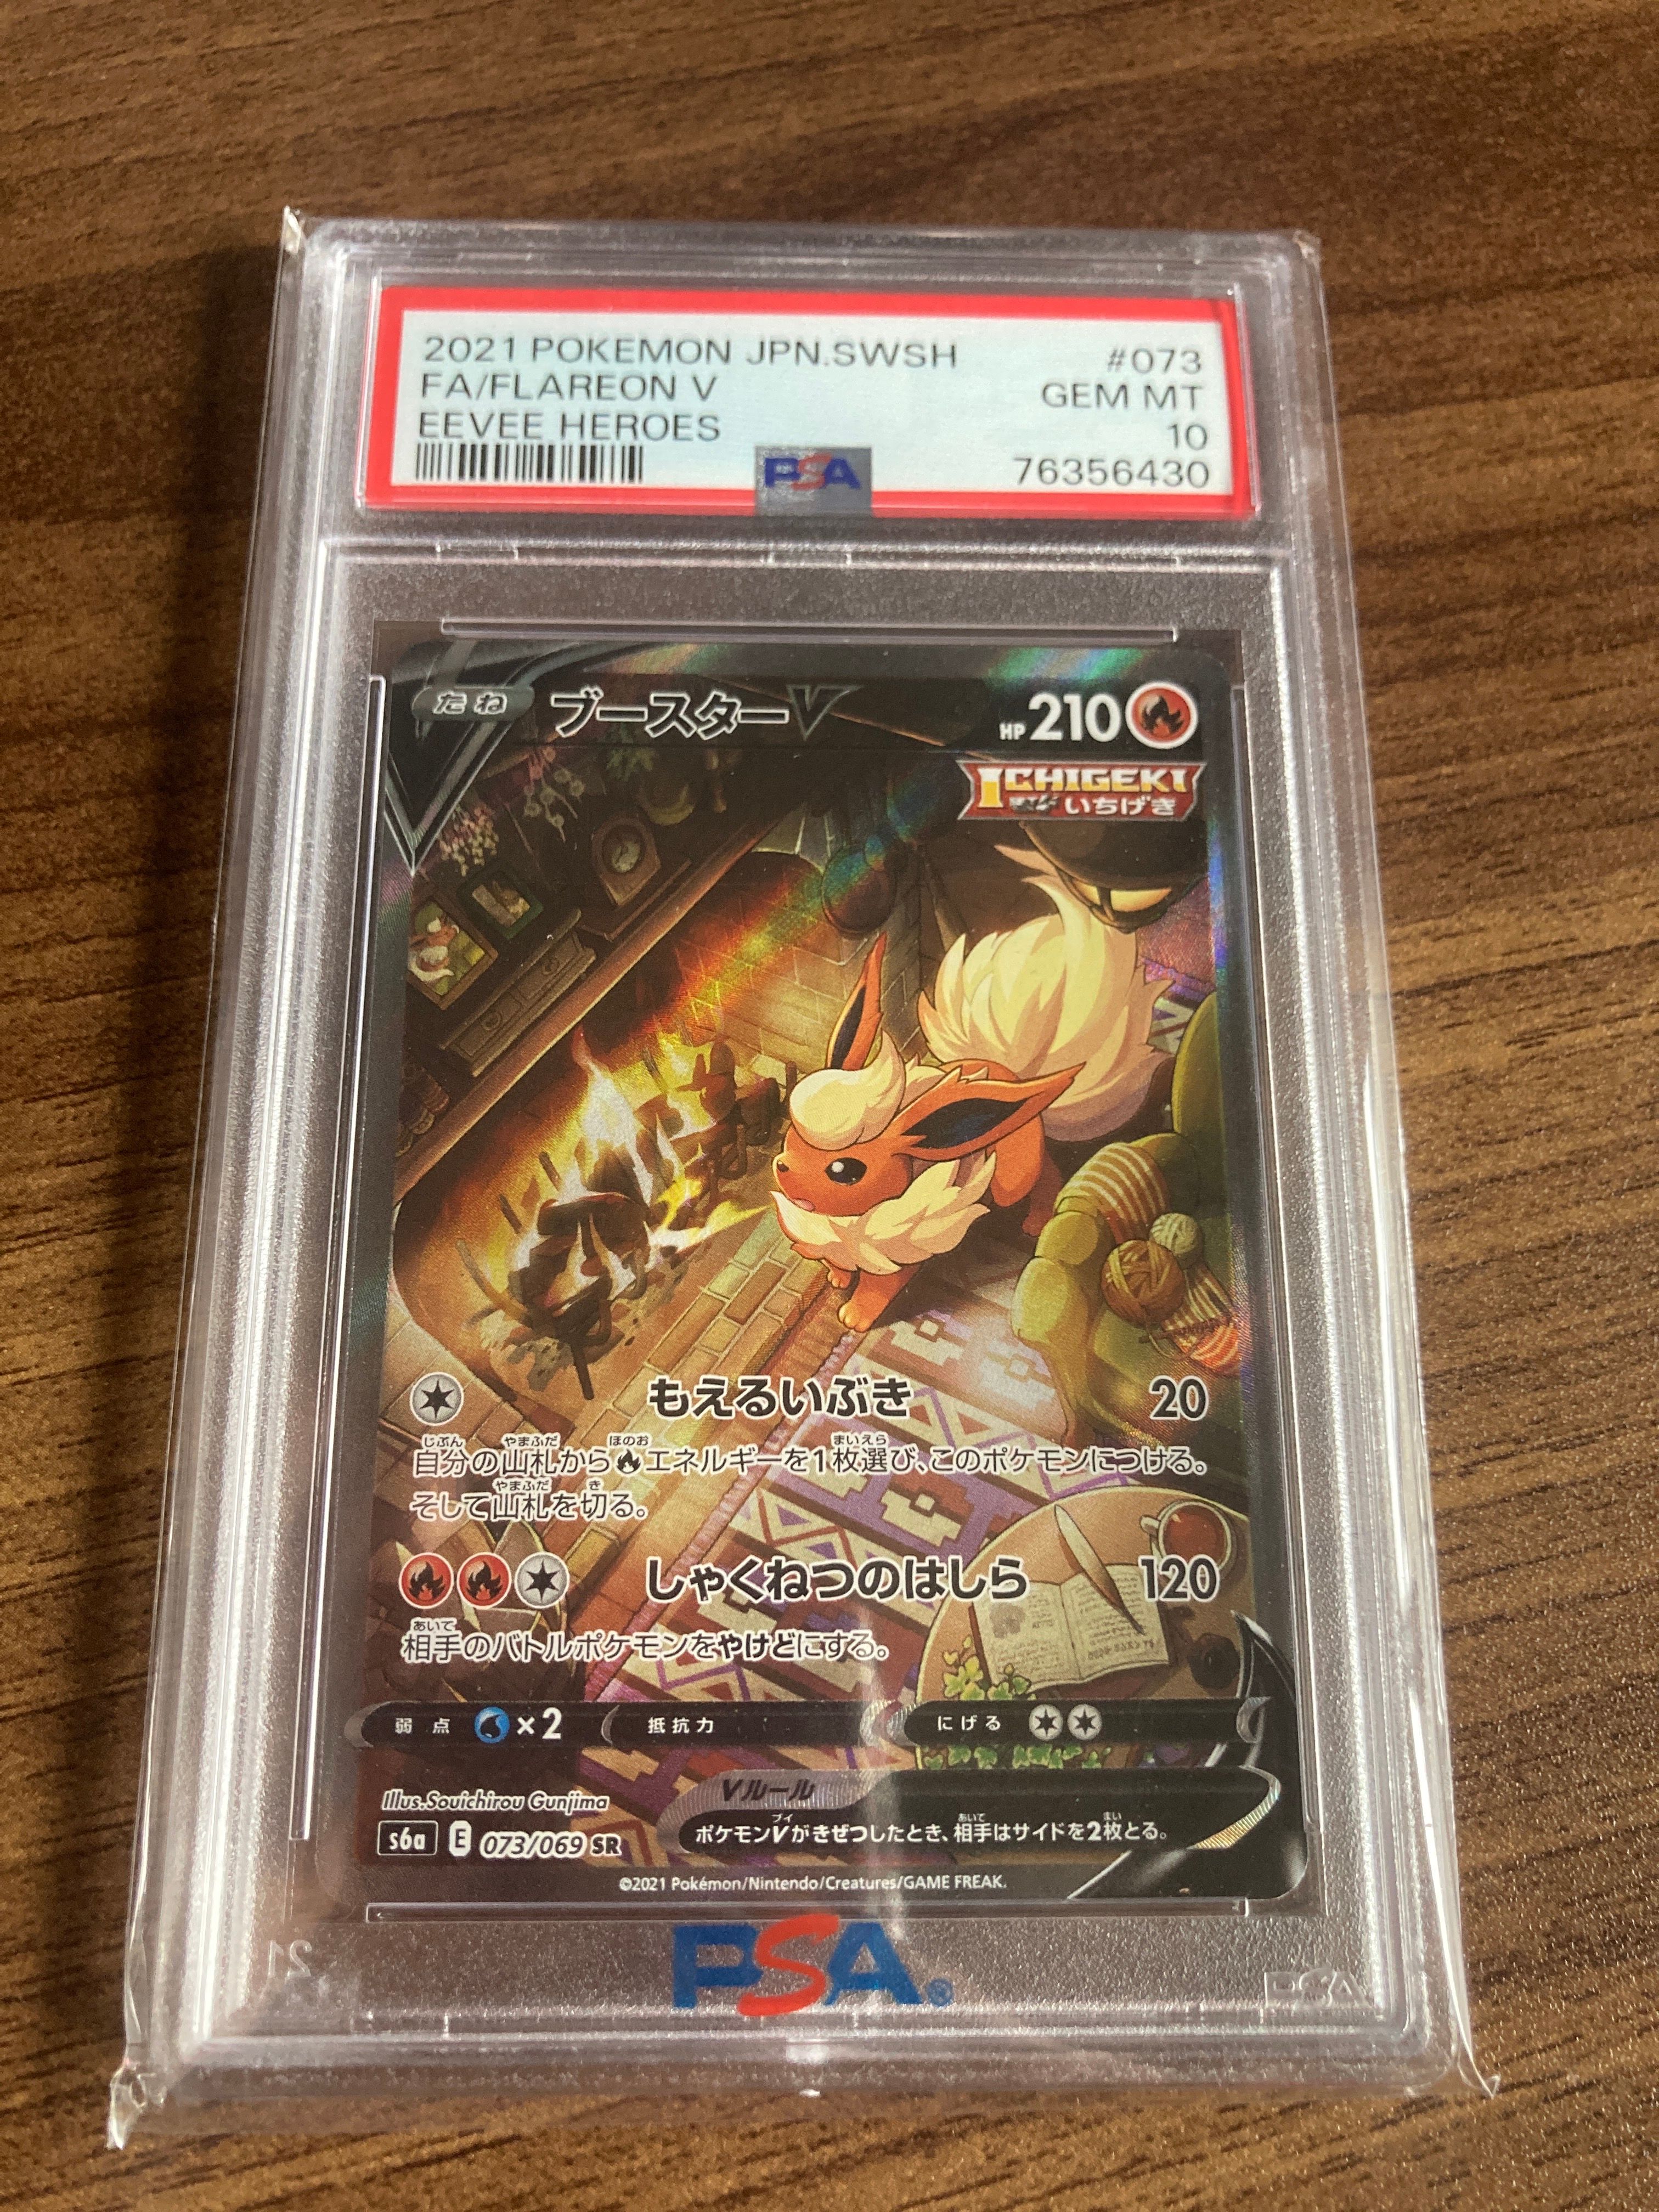 2021 POKEMON JPN.SWSH #073
FA/FLAREON V GEM MT
EEVEE HEROES 10
PSA 76356430
たね ブースターV HP 210
ICHIGEKI
いちげき
もえるいぶき 20
自分の山札から エネルギーを1枚選び、このポケモンにつける。
そして山札を切る。
しゃくねつのはしら 120
相手のバトルポケモンをやけどにする。
弱点 ×2 抵抗力 にげる
Illus.Souichirou Gunjima
Vルール
s6a E 073/069 SR
ポケモンVがきぜつしたとき、相手はサイドを2枚とる。
©2021 Pokémon/Nintendo/Creatures/GAME FREAK.
PSA®
PSA